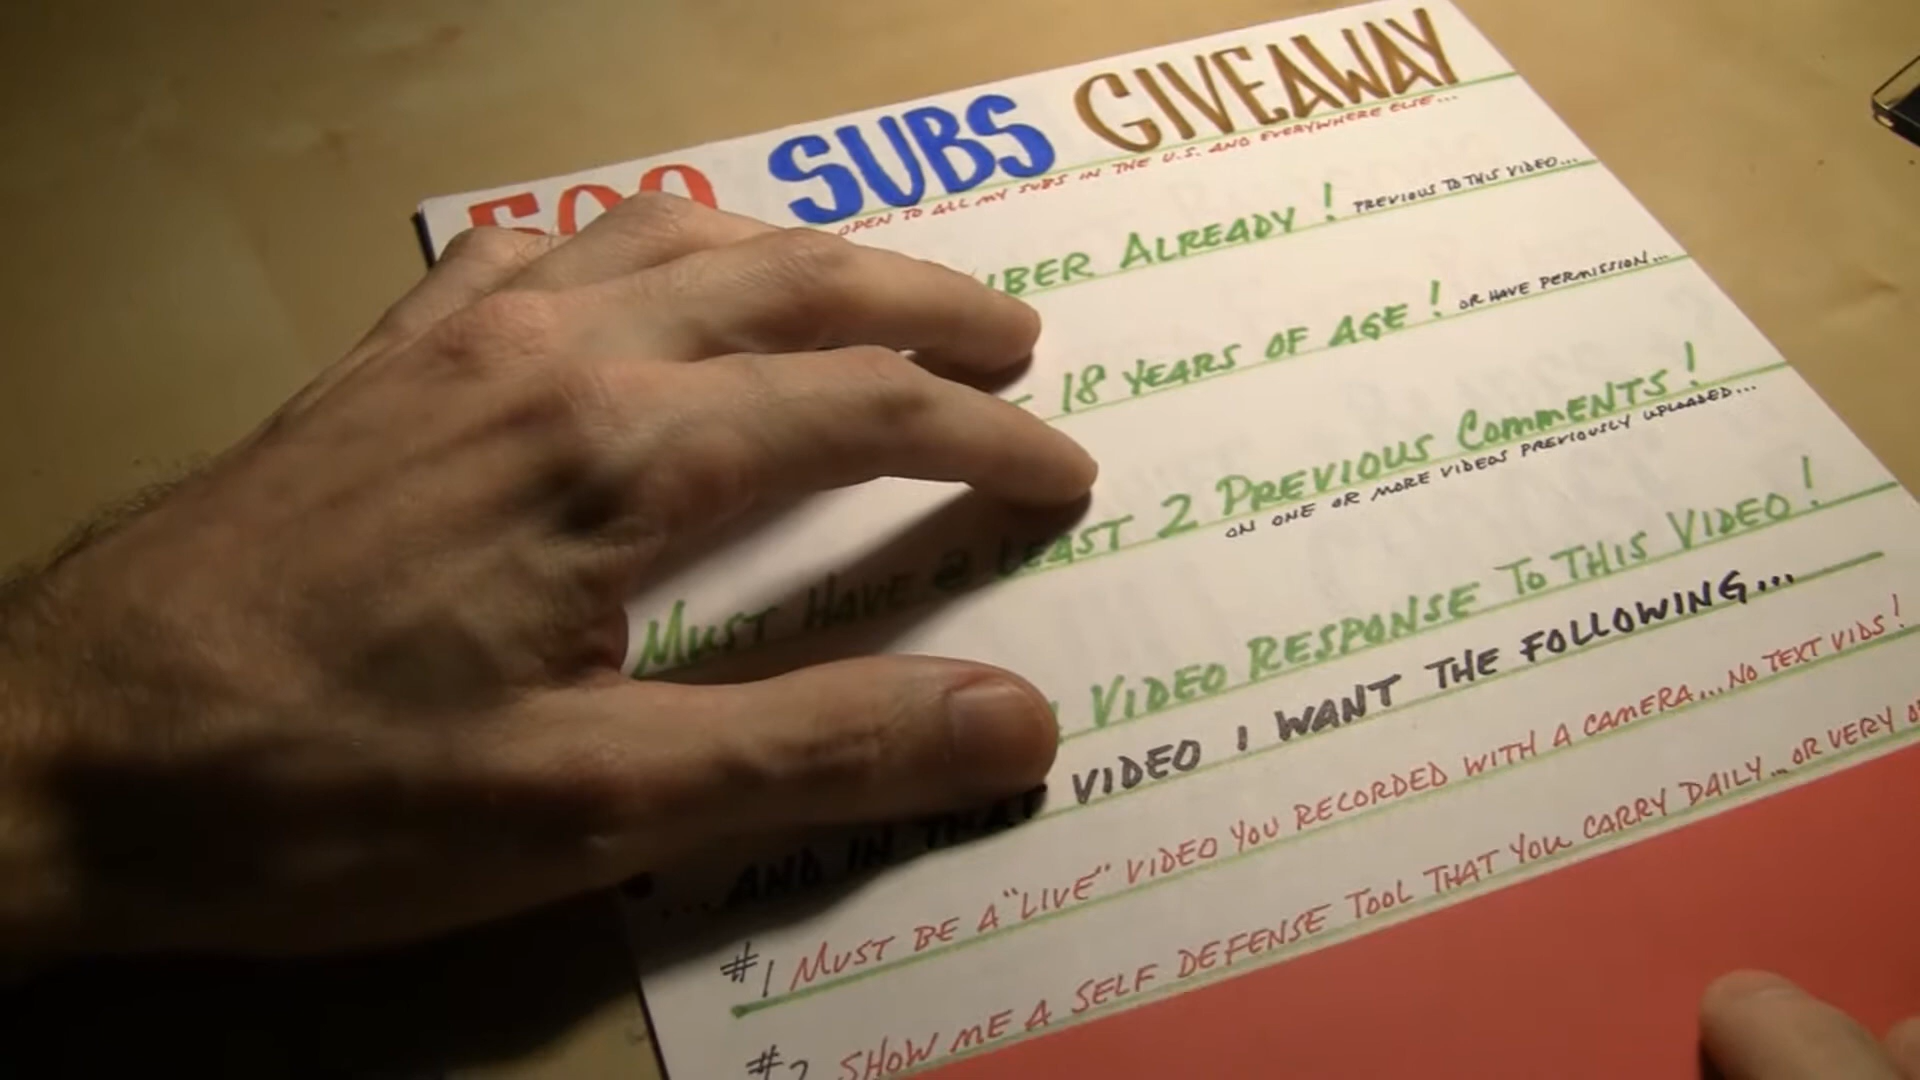 500 SUBS GIVEAWAY
OPEN TO ALL MY SUBS IN THE U.S. AND EVERYWHERE ELSE...
IBER ALREADY! PREVIOUS TO THIS VIDEO...
18 YEARS OF AGE! OR HAVE PERMISSION...
MUST HAVE @ LEAST 2 PREVIOUS COMMENTS!
ON ONE OR MORE VIDEOS PREVIOUSLY UPLOADED...
VIDEO RESPONSE TO THIS VIDEO!
...AND IN THAT VIDEO I WANT THE FOLLOWING...
#1 MUST BE A "LIVE" VIDEO YOU RECORDED WITH A CAMERA...NO TEXT VIDS!
#2 SHOW ME A SELF DEFENSE TOOL THAT YOU CARRY DAILY...OR VERY